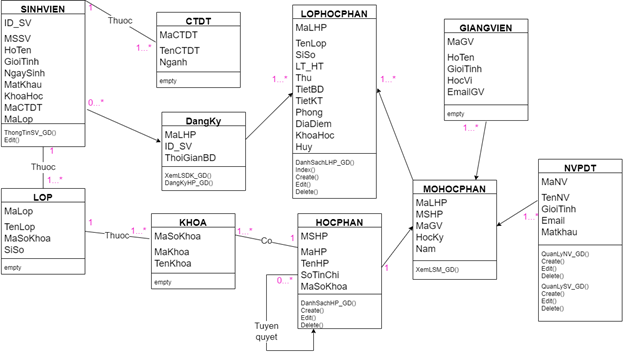 SINHVIEN
ID_SV
MSSV
HoTen
GioiTinh
NgaySinh
MatKhau
KhoaHoc
MaCTDT
MaLop
ThongTinSV_GD()
Edit()
1
Thuoc
1...*
CTDT
MaCTDT
TenCTDT
Nganh
empty
0...*
DangKy
MaLHP
ID_SV
ThoiGianBD
XemLSDK_GD()
DangKyHP_GD()
1...*
LOPHOCPHAN
MaLHP
TenLop
SiSo
LT_HT
Thu
TietBD
TietKT
Phong
DiaDiem
KhoaHoc
Huy
DanhSachLHP_GD()
Index()
Create()
Edit()
Delete()
1...*
GIANGVIEN
MaGV
HoTen
GioiTinh
HocVi
EmailGV
empty
1...*
1
Thuoc
1...*
LOP
MaLop
TenLop
MaSoKhoa
SiSo
empty
1
Thuoc
1...*
KHOA
MaSoKhoa
MaKhoa
TenKhoa
empty
1...*
Co
1
HOCPHAN
MSHP
MaHP
TenHP
SoTinChi
MaSoKhoa
DanhSachHP_GD()
Create()
Edit()
Delete()
Tuyen
quyet
1
MOHOCPHAN
MaLHP
MSHP
MaGV
HocKy
Nam
XemLSM_GD()
1...*
NVPDT
MaNV
TenNV
GioiTinh
Email
Matkhau
QuanLyNV_GD()
Create()
Edit()
Delete()
QuanLySV_GD()
Create()
Edit()
Delete()